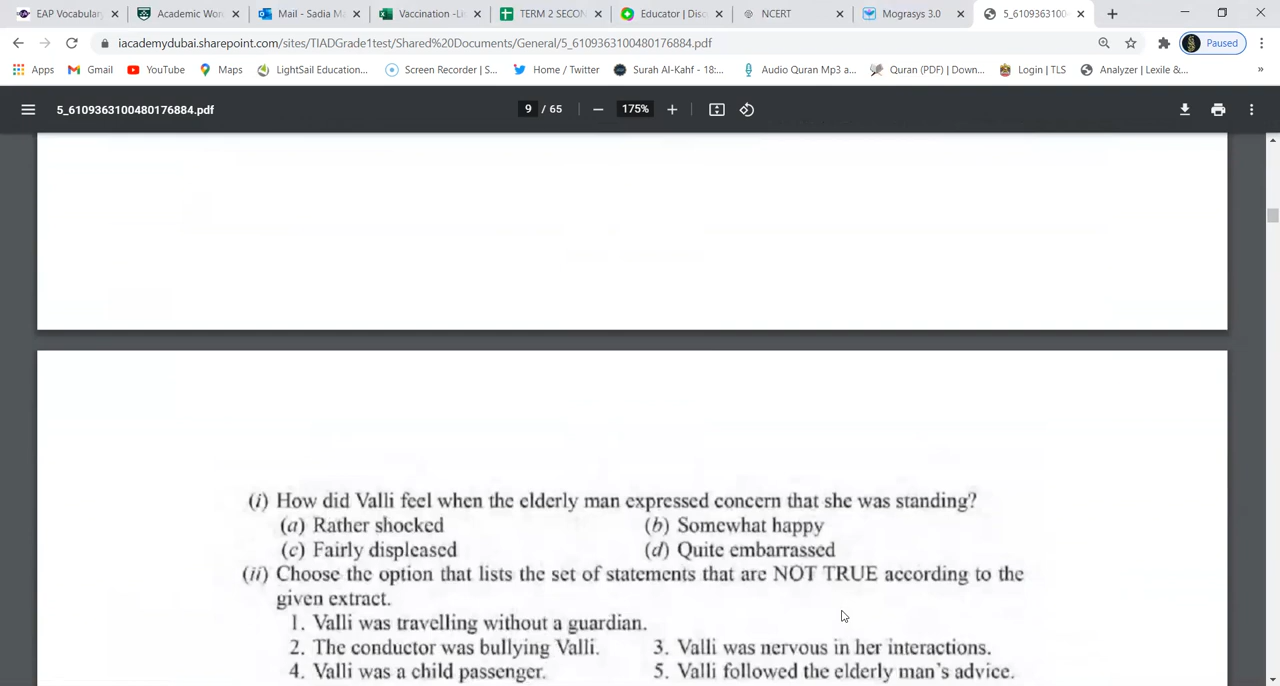 EAP Vocabulary
Academic Wor
Mail - Sadia Ma
Vaccination -Li
TERM 2 SECON
Educator | Disc
NCERT
Mograsys 3.0
5_6109363100
iacademydubai.sharepoint.com/sites/TIADGrade1test/Shared%20Documents/General/5_6109363100480176884.pdf
Paused
Apps
Gmail
YouTube
Maps
LightSail Education...
Screen Recorder | S...
Home / Twitter
Surah Al-Kahf - 18:...
Audio Quran Mp3 a...
Quran (PDF) | Down...
Login | TLS
Analyzer | Lexile &...
»
5_6109363100480176884.pdf
9 / 65
175%
(i) How did Valli feel when the elderly man expressed concern that she was standing?
(a) Rather shocked (b) Somewhat happy
(c) Fairly displeased (d) Quite embarrassed
(ii) Choose the option that lists the set of statements that are NOT TRUE according to the
given extract.
1. Valli was travelling without a guardian.
2. The conductor was bullying Valli. 3. Valli was nervous in her interactions.
4. Valli was a child passenger. 5. Valli followed the elderly man's advice.